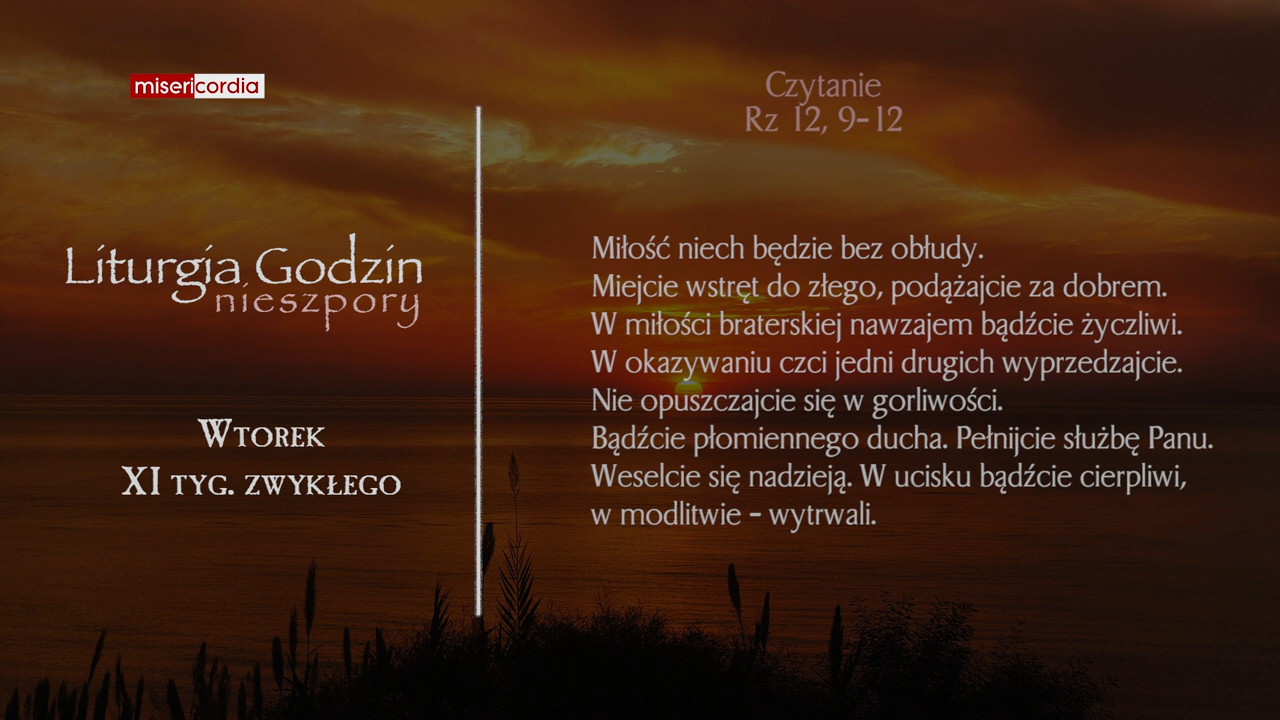 misericordia
Liturgia Godzin
nieszpory
Wtorek
XI tyg. zwykłego
Czytanie
Rz 12, 9-12
Miłość niech będzie bez obłudy.
Miejcie wstręt do złego, podążajcie za dobrem.
W miłości braterskiej nawzajem bądźcie życzliwi.
W okazywaniu czci jedni drugich wyprzedzajcie.
Nie opuszczajcie się w gorliwości.
Bądźcie płomiennego ducha. Pełnijcie służbę Panu.
Weselcie się nadzieją. W ucisku bądźcie cierpliwi,
w modlitwie - wytrwali.